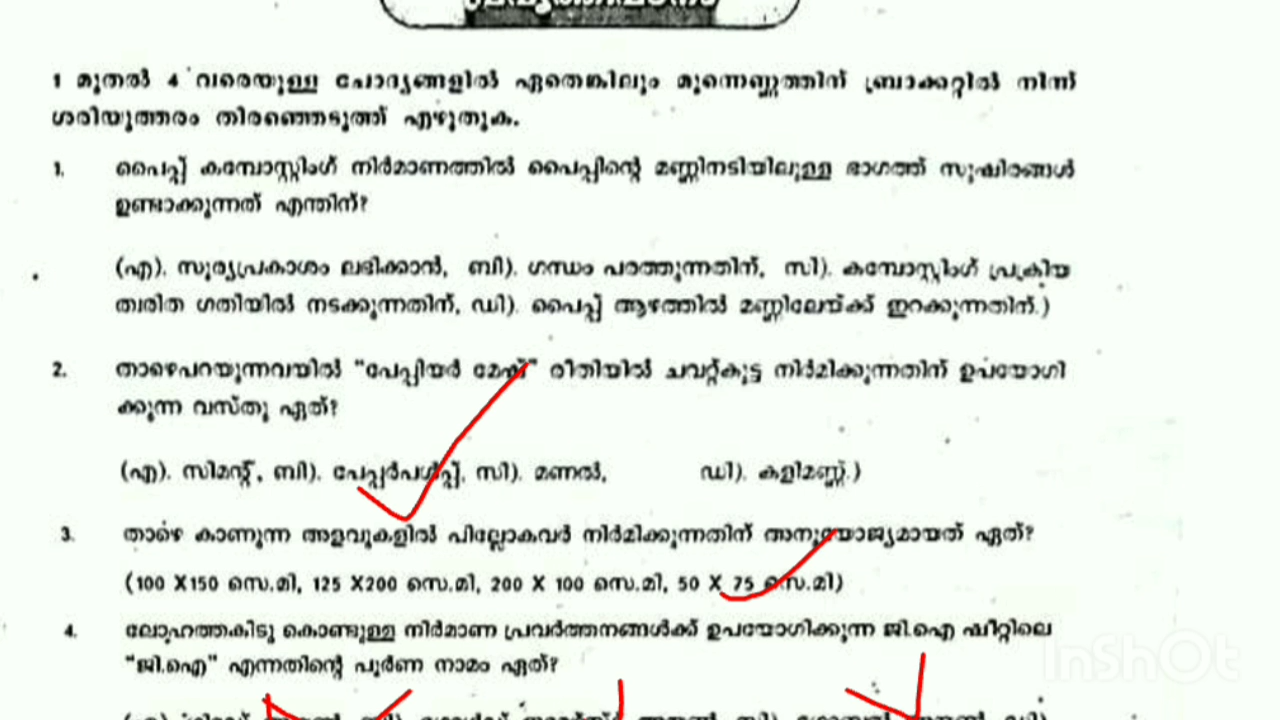 1 മുതൽ 4 വരെയുള്ള ചോദ്യങ്ങളിൽ ഏതെങ്കിലും മൂന്നെണ്ണത്തിന് ബ്രാക്കറ്റിൽ നിന്ന്
ശരിയുത്തരം തിരഞ്ഞെടുത്ത് എഴുതുക.
1. പൈപ്പ് കമ്പോസ്റ്റിംഗ് നിർമാണത്തിൽ പൈപ്പിന്റെ മണ്ണിനടിയിലുള്ള ഭാഗത്ത് സുഷിരങ്ങൾ
ഉണ്ടാക്കുന്നത് എന്തിന്?
(എ). സൂര്യപ്രകാശം ലഭിക്കാൻ, ബി). ഗന്ധം പരത്തുന്നതിന്, സി). കമ്പോസ്റ്റിംഗ് പ്രക്രിയ
ത്വരിത ഗതിയിൽ നടക്കുന്നതിന്, ഡി). പൈപ്പ് ആഴത്തിൽ മണ്ണിലേയ്ക്ക് ഇറക്കുന്നതിന്.)
2. താഴെപറയുന്നവയിൽ "പേപ്പിയർ മേഷ്" രീതിയിൽ ചവറ്റ്കുട്ട നിർമിക്കുന്നതിന് ഉപയോഗി
ക്കുന്ന വസ്തു ഏത്?
(എ). സിമന്റ്, ബി). പേപ്പർപൾപ്പ്, സി). മണൽ, ഡി). കളിമണ്ണ്.)
3. താഴെ കാണുന്ന അളവുകളിൽ പില്ലോകവർ നിർമിക്കുന്നതിന് അനുയോജ്യമായത് ഏത്?
(100 X150 സെ.മി, 125 X200 സെ.മി, 200 X 100 സെ.മി, 50 X 75 സെ.മി)
4. ലോഹത്തകിടു കൊണ്ടുള്ള നിർമാണ പ്രവർത്തനങ്ങൾക്ക് ഉപയോഗിക്കുന്ന ജി.ഐ ഷീറ്റിലെ
"ജി.ഐ" എന്നതിന്റെ പൂർണ നാമം ഏത്?
InShOt